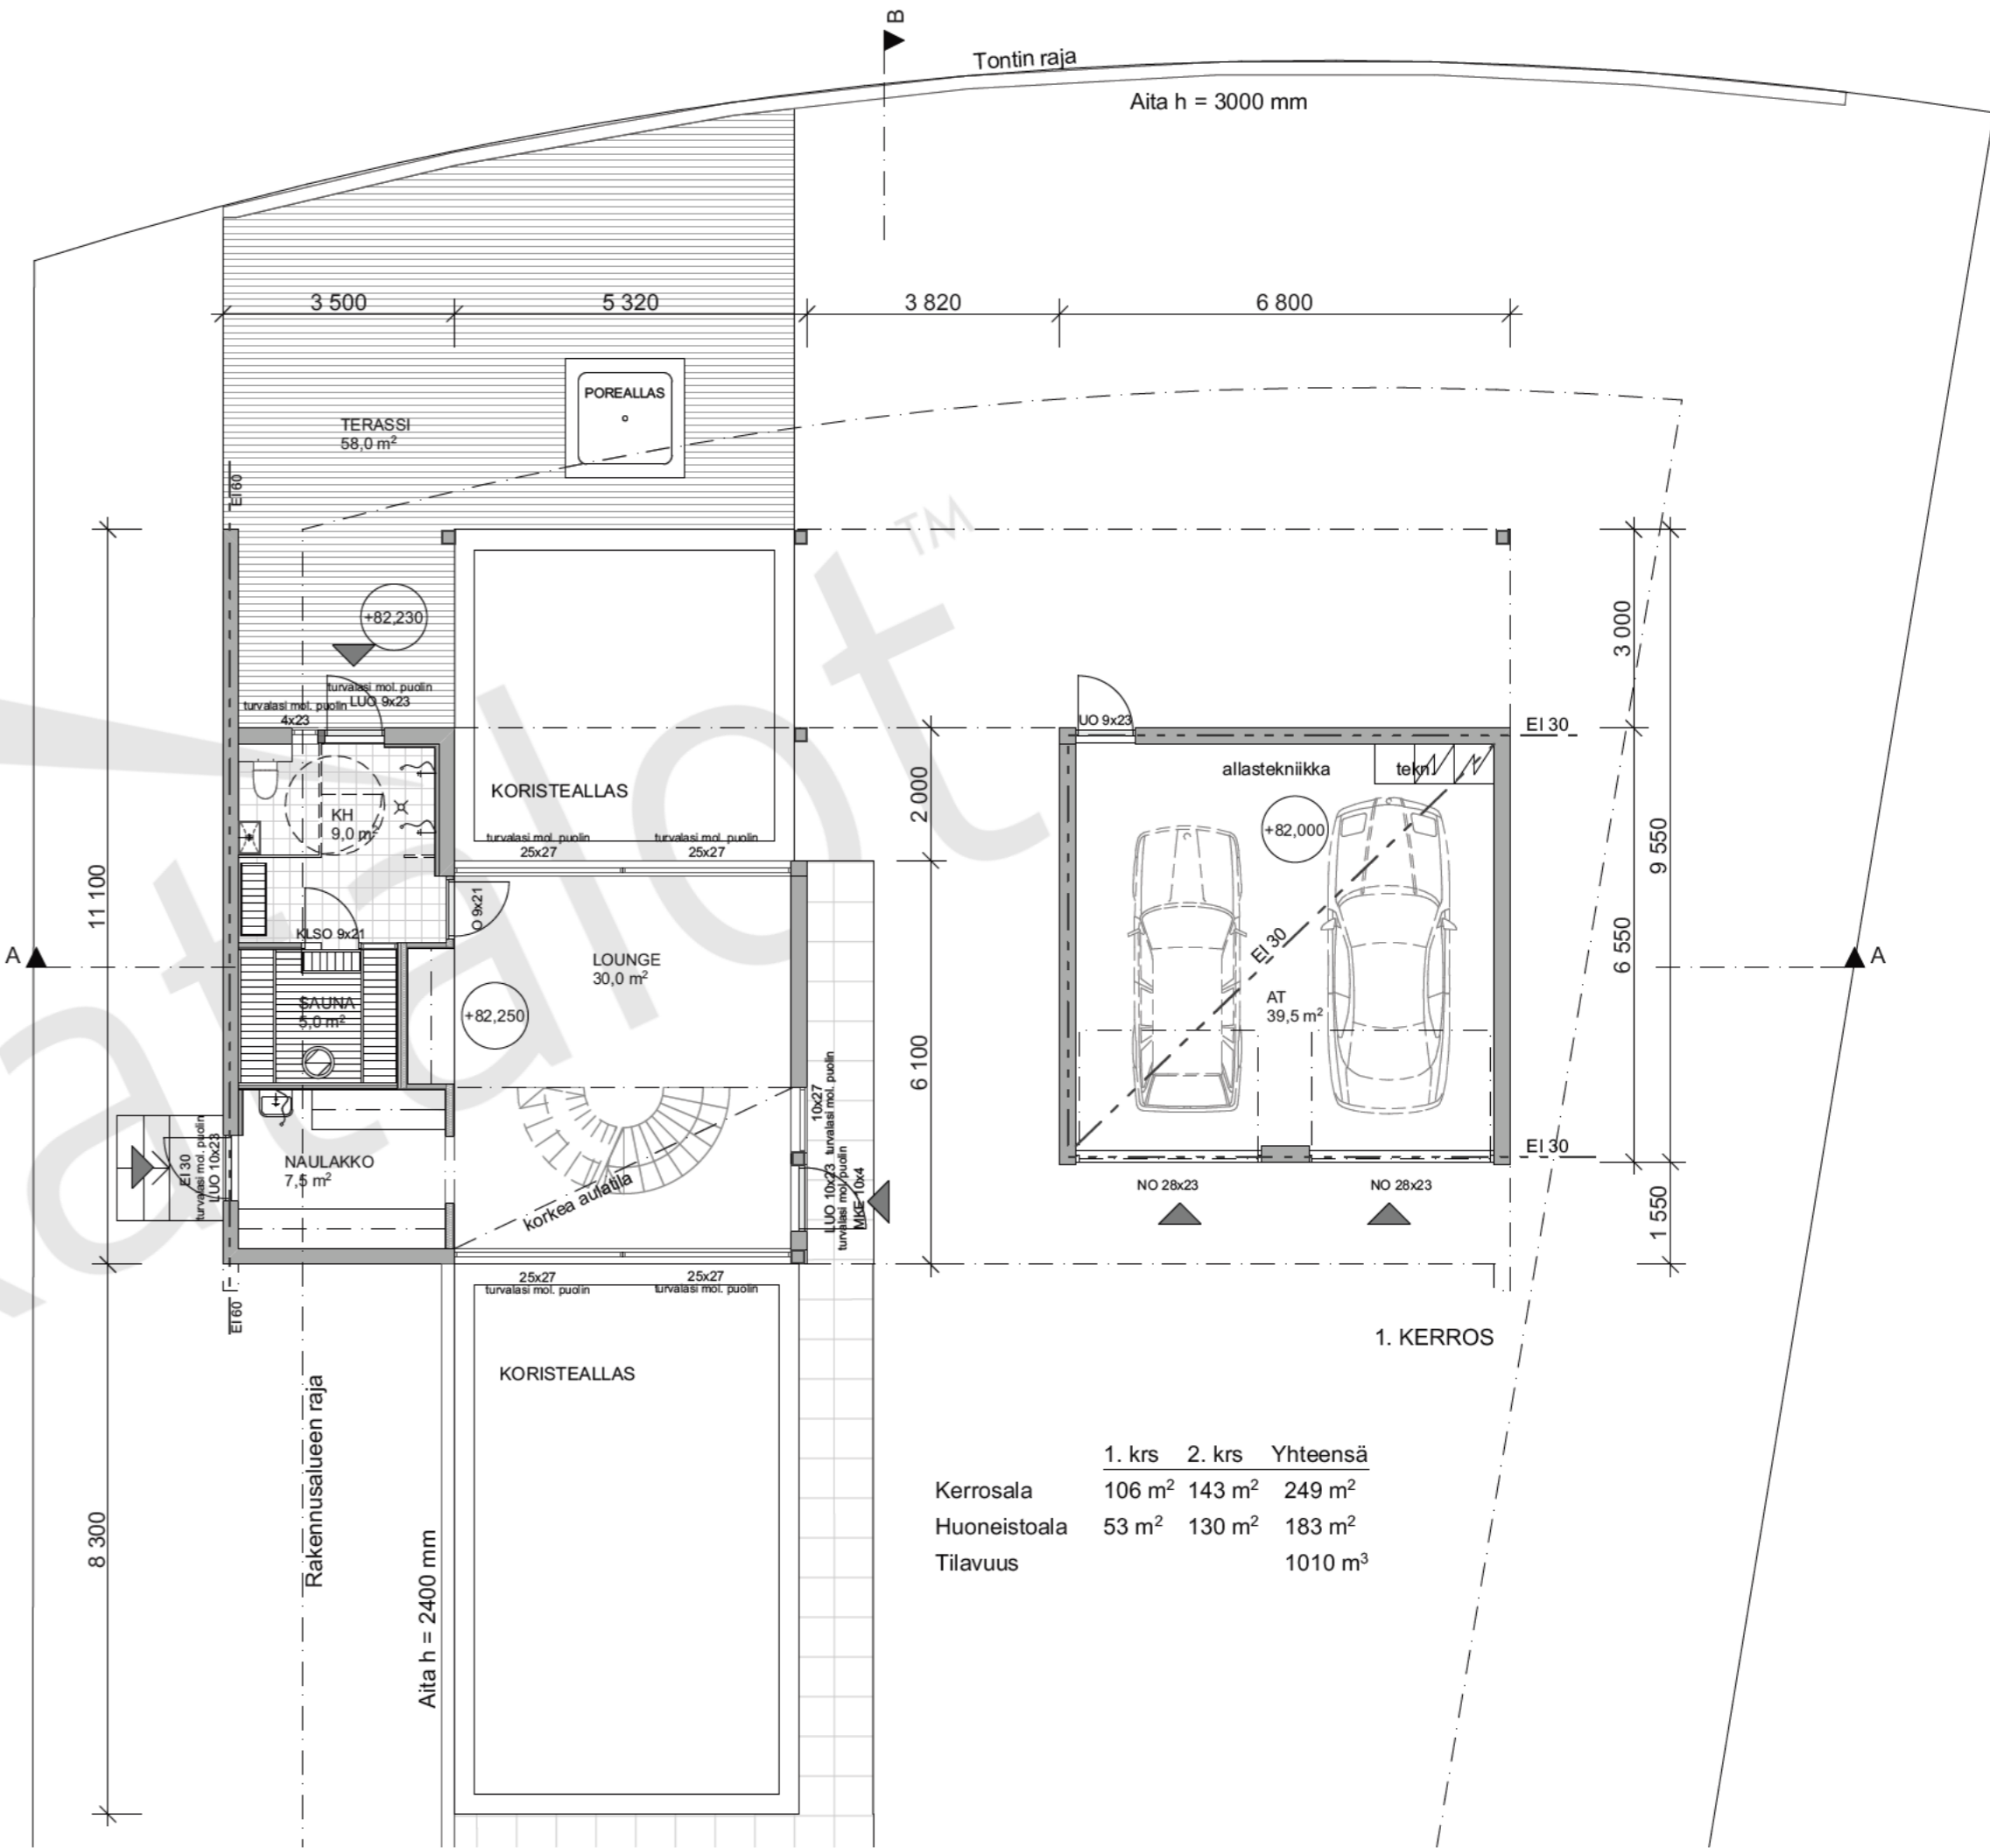 B
Tontin raja
Aita h = 3000 mm
3 500
5 320
3 820
6 800
POREALLAS
TERASSI
58,0 m²
EI 60
TM
+82,230
3 000
turvalasi mol. puolin
LUO 9x23
turvalasi mol. puolin
4x23
UO 9x23
EI 30
allastekniikka
tekn.
KORISTEALLAS
2 000
+82,000
KH
9,0 m²
turvalasi mol. puolin
25x27
turvalasi mol. puolin
25x27
9 550
11 100
O 9x21
KLSO 9x21
6 550
A
LOUNGE
30,0 m²
EI 30
A
SAUNA
5,0 m²
+82,250
AT
39,5 m²
6 100
10x27
turvalasi mol. puolin
EI 30
turvalasi mol. puolin
LUO 10x23
NAULAKKO
7,5 m²
korkea aulatila
LUO 10x23
turvalasi mol. puolin
MKE 10x4
EI 30
NO 28x23
NO 28x23
1 550
25x27
turvalasi mol. puolin
25x27
turvalasi mol. puolin
EI 60
1. KERROS
KORISTEALLAS
Rakennusalueen raja
Aita h = 2400 mm
8 300
1. krs 2. krs Yhteensä
Kerrosala 106 m² 143 m² 249 m²
Huoneistoala 53 m² 130 m² 183 m²
Tilavuus 1010 m³
katalot